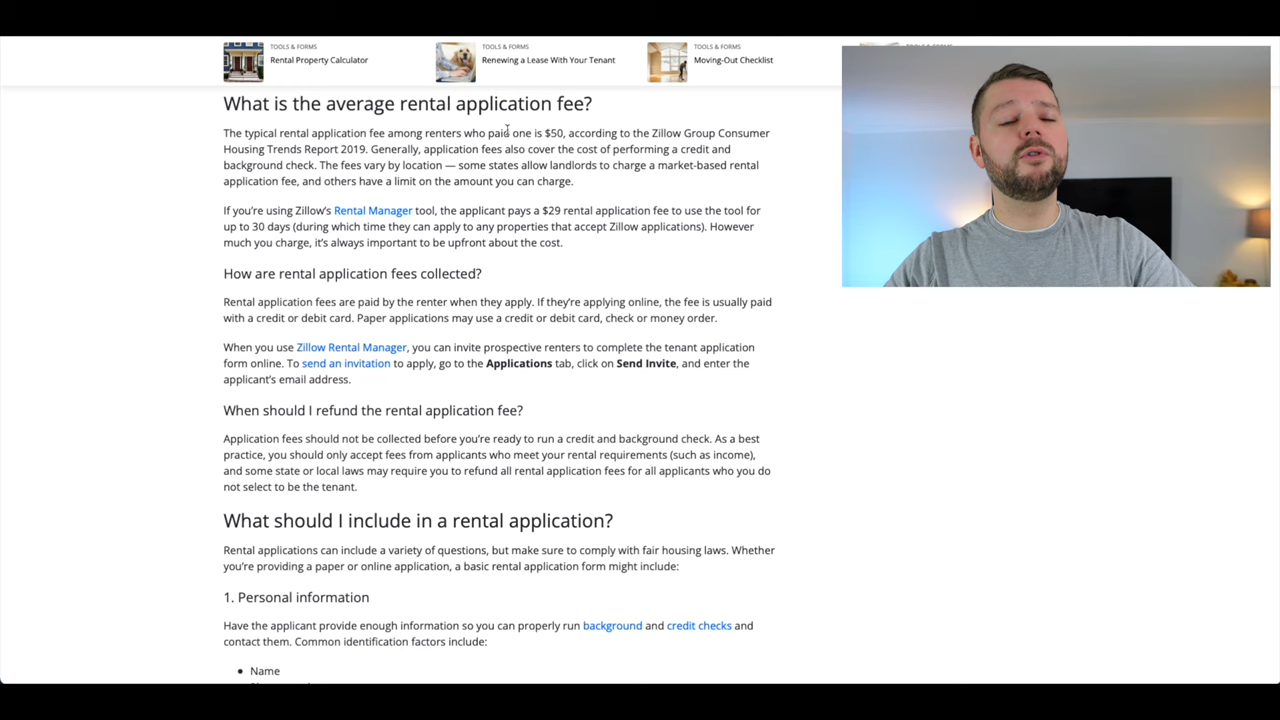 TOOLS & FORMS
Rental Property Calculator
TOOLS & FORMS
Renewing a Lease With Your Tenant
TOOLS & FORMS
Moving-Out Checklist
What is the average rental application fee?
The typical rental application fee among renters who paid one is $50, according to the Zillow Group Consumer
Housing Trends Report 2019. Generally, application fees also cover the cost of performing a credit and
background check. The fees vary by location — some states allow landlords to charge a market-based rental
application fee, and others have a limit on the amount you can charge.
If you’re using Zillow’s Rental Manager tool, the applicant pays a $29 rental application fee to use the tool for
up to 30 days (during which time they can apply to any properties that accept Zillow applications). However
much you charge, it’s always important to be upfront about the cost.
How are rental application fees collected?
Rental application fees are paid by the renter when they apply. If they’re applying online, the fee is usually paid
with a credit or debit card. Paper applications may use a credit or debit card, check or money order.
When you use Zillow Rental Manager, you can invite prospective renters to complete the tenant application
form online. To send an invitation to apply, go to the Applications tab, click on Send Invite, and enter the
applicant’s email address.
When should I refund the rental application fee?
Application fees should not be collected before you’re ready to run a credit and background check. As a best
practice, you should only accept fees from applicants who meet your rental requirements (such as income),
and some state or local laws may require you to refund all rental application fees for all applicants who you do
not select to be the tenant.
What should I include in a rental application?
Rental applications can include a variety of questions, but make sure to comply with fair housing laws. Whether
you’re providing a paper or online application, a basic rental application form might include:
1. Personal information
Have the applicant provide enough information so you can properly run background and credit checks and
contact them. Common identification factors include:
• Name